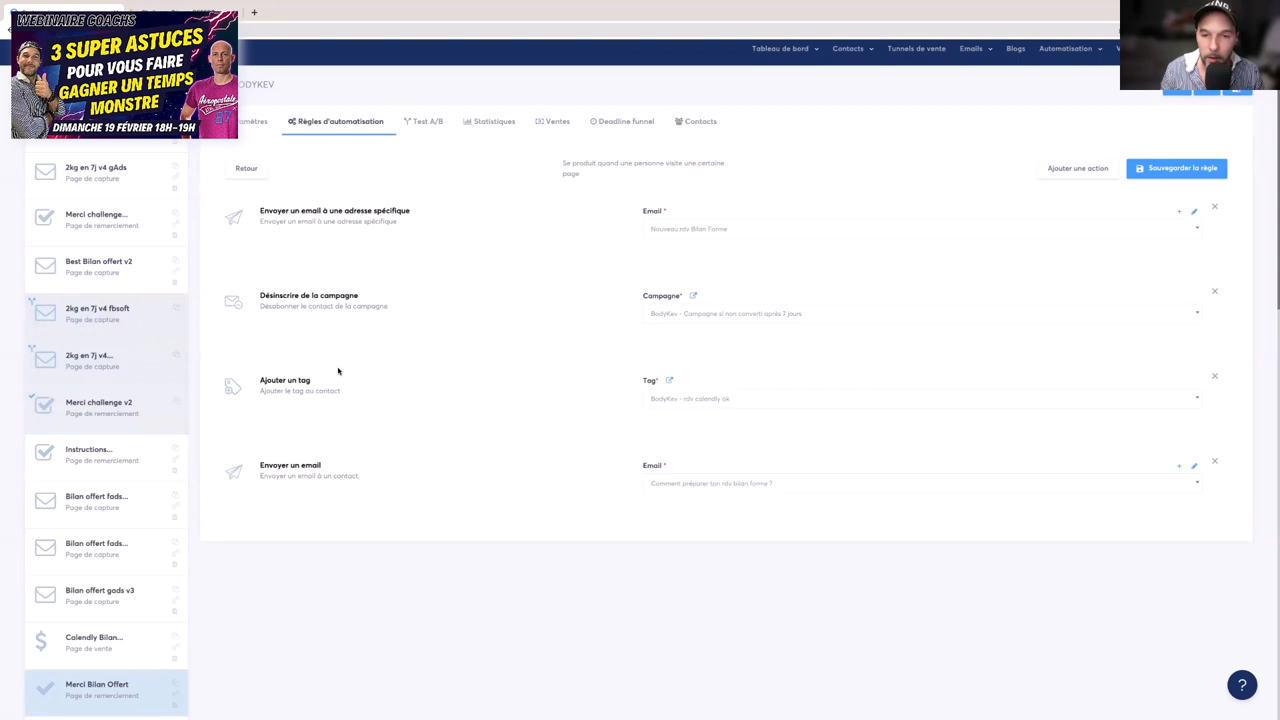 WEBINAIRE COACHS
3 SUPER ASTUCES
POUR VOUS FAIRE
GAGNER UN TEMPS
MONSTRE
DIMANCHE 19 FÉVRIER 18H-19H
Aéropostale
87
Tableau de bord
Contacts
Tunnels de vente
Emails
Blogs
Automatisation
ODYKEV
Règles d'automatisation
Test A/B
Statistiques
Ventes
Deadline funnel
Contacts
Retour
Se produit quand une personne visite une certaine
page
Ajouter une action
Sauvegarder la règle
2kg en 7j v4 gAds
Page de capture
Merci challenge...
Page de remerciement
Best Bilan offert v2
Page de capture
2kg en 7j v4 fbsoft
Page de capture
2kg en 7j v4...
Page de capture
Merci challenge v2
Page de remerciement
Instructions...
Page de remerciement
Bilan offert fads...
Page de capture
Bilan offert fads...
Page de capture
Bilan offert gads v3
Page de capture
Calendly Bilan...
Page de vente
Merci Bilan Offert
Page de remerciement
Envoyer un email à une adresse spécifique
Envoyer un email à une adresse spécifique
Email *
Nouveau rdv Bilan Forme
Désinscrire de la campagne
Désabonner le contact de la campagne
Campagne*
BodyKev - Campagne si non converti après 7 jours
Ajouter un tag
Ajouter le tag au contact
Tag*
BodyKev - rdv calendly ok
Envoyer un email
Envoyer un email à un contact
Email *
Comment préparer ton rdv bilan forme ?
?